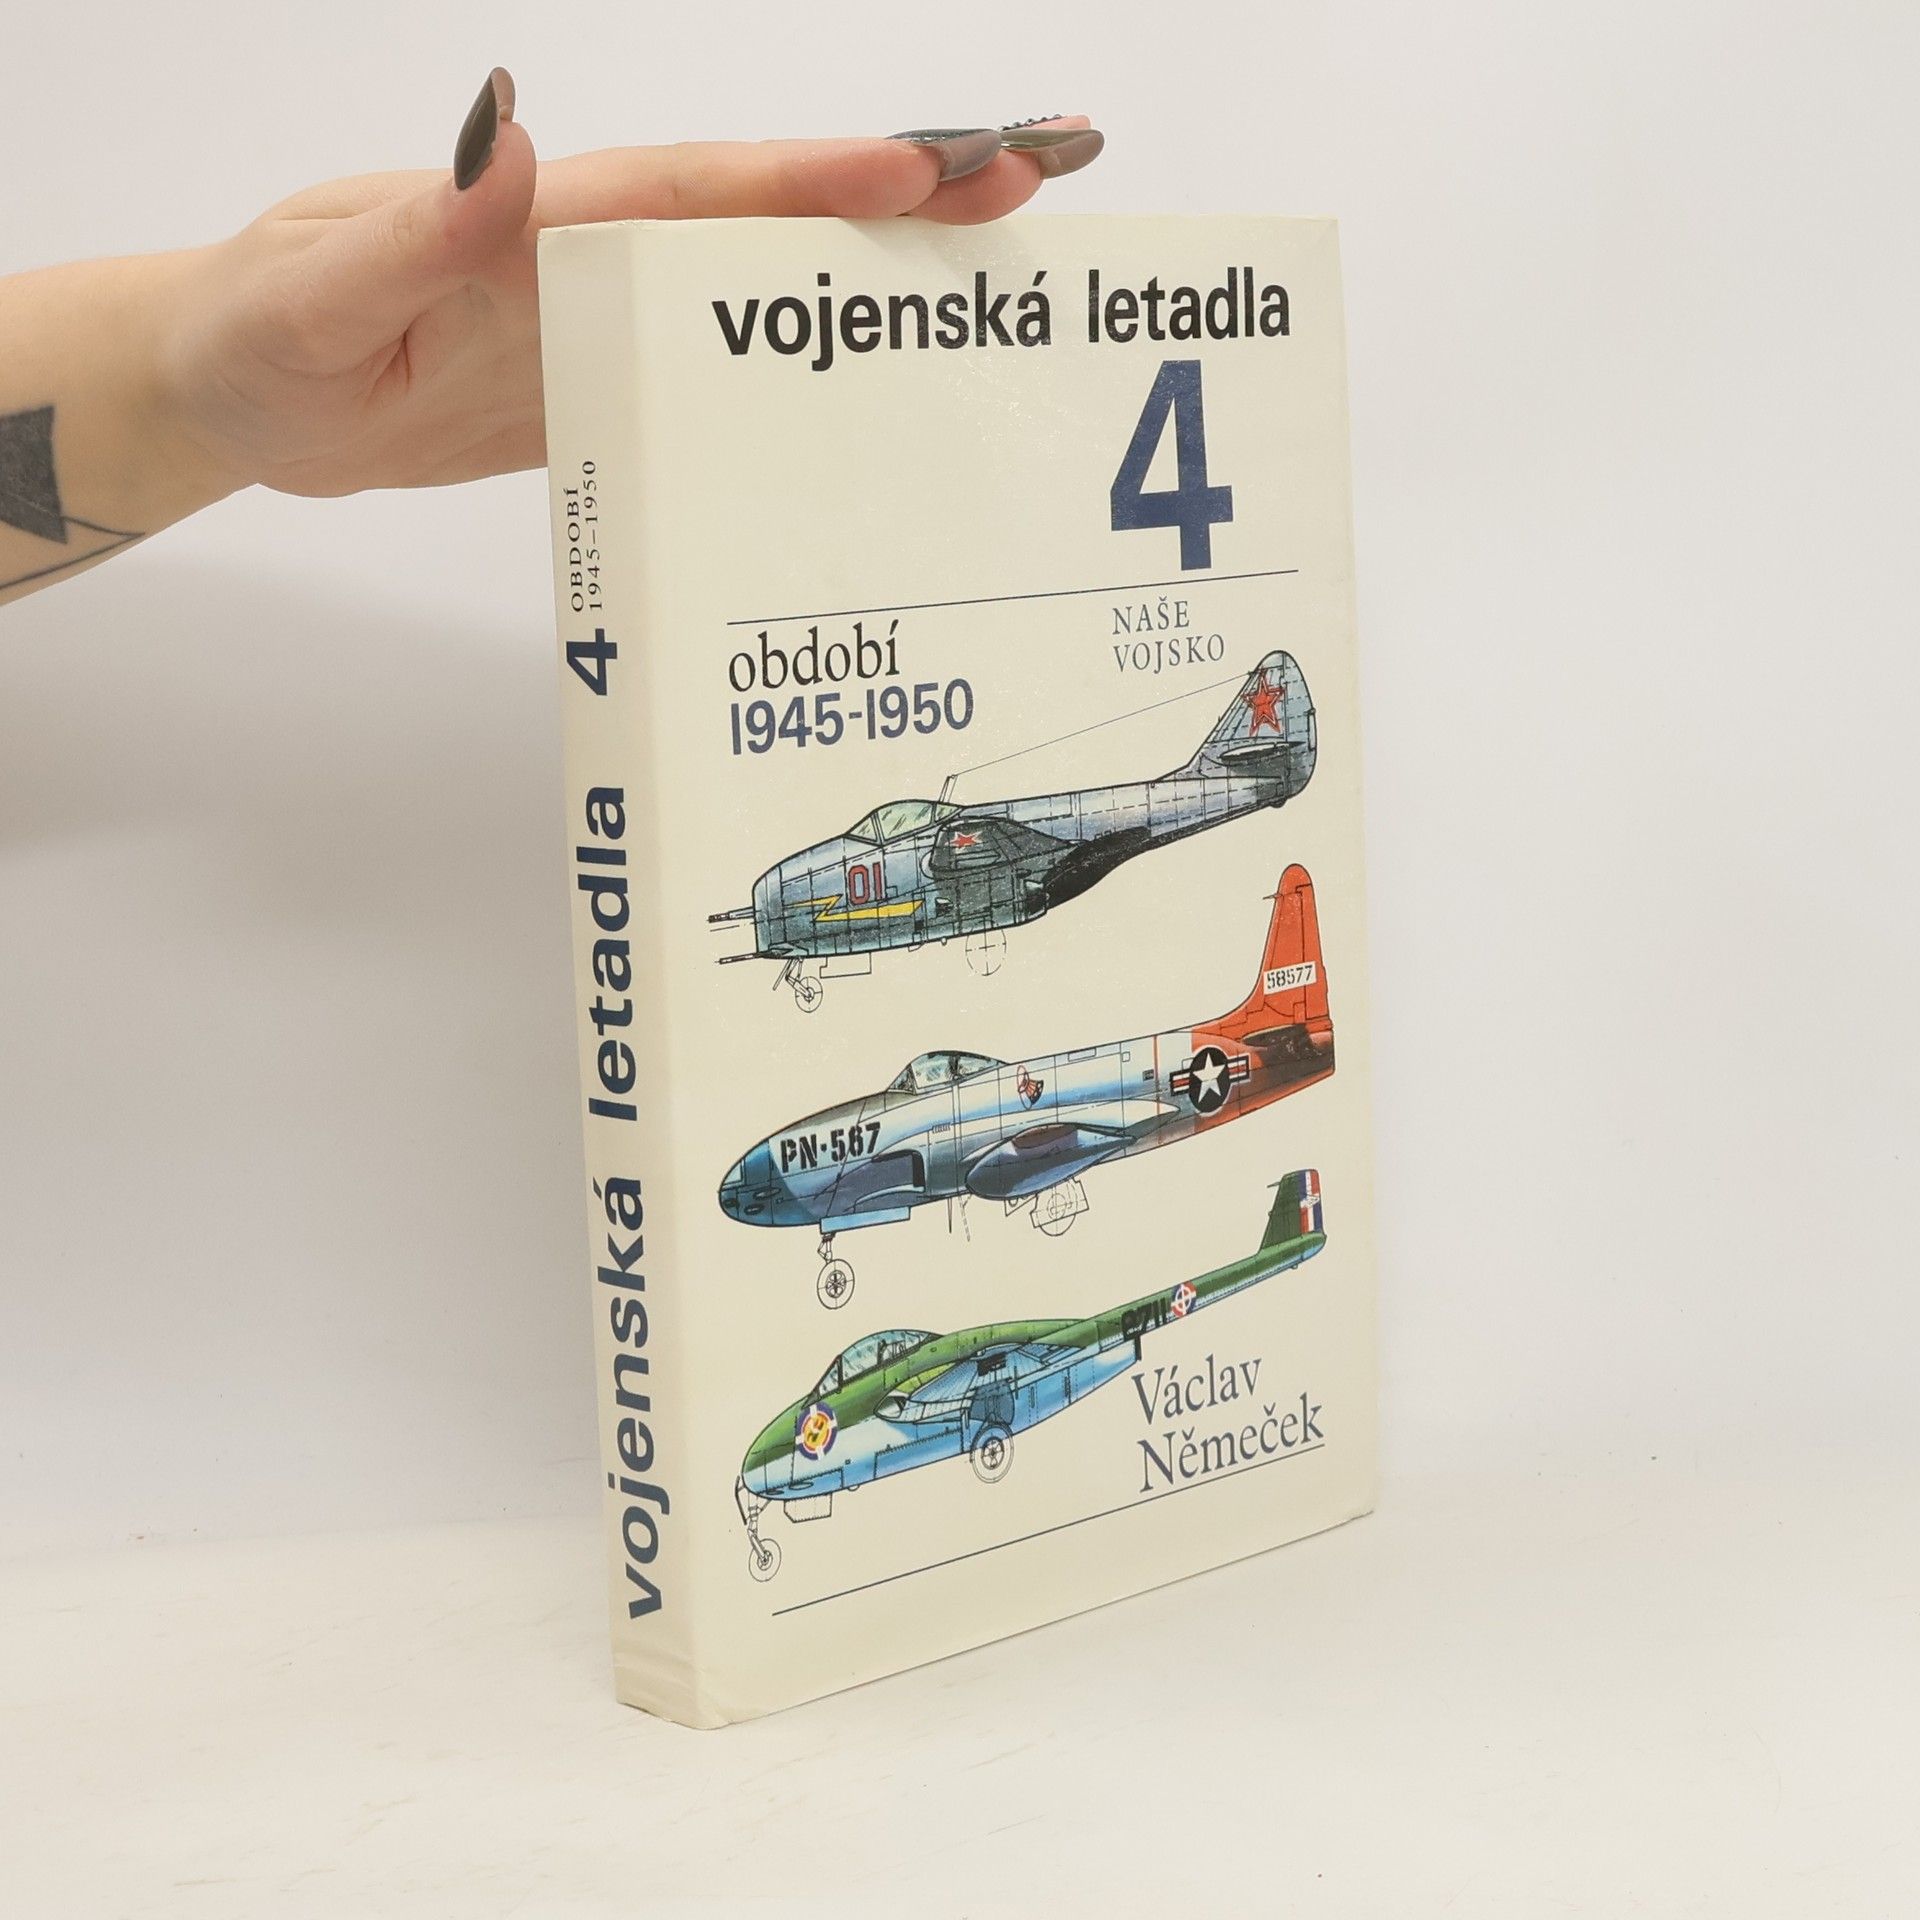 vojenská letadla
4
NAŠE
VOJSKO
období
1945-1950
01
58577
PN-567
Václav
Němeček
vojenská letadla 4
OBDOBÍ
1945–1950